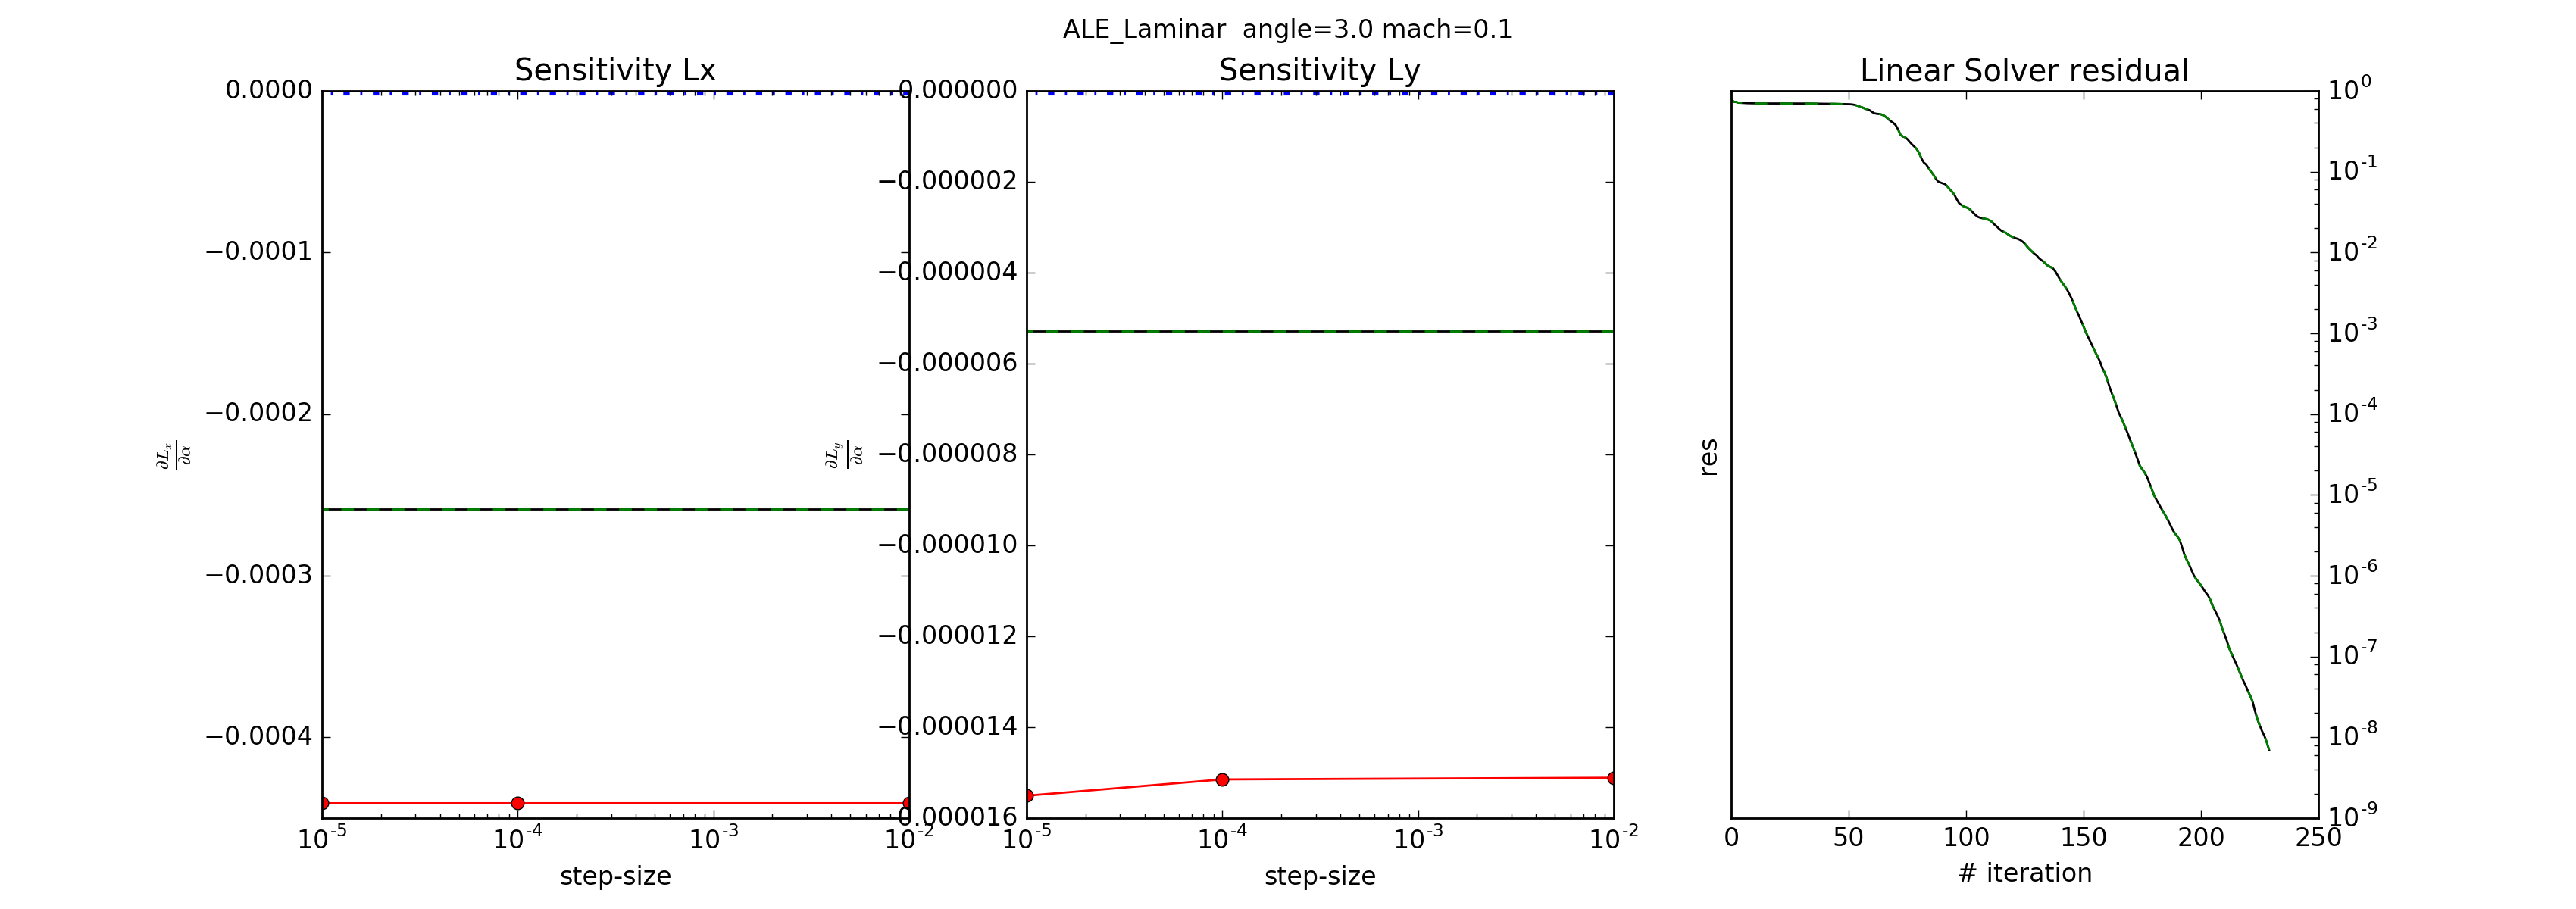 ALE_Laminar  angle=3.0 mach=0.1
Sensitivity Lx
0.0000
−0.0001
−0.0002
−0.0003
−0.0004
∂Lx/∂α
10^-5 10^-4 10^-3 10^-2
step-size
Sensitivity Ly
0.000000
−0.000002
−0.000004
−0.000006
−0.000008
−0.000010
−0.000012
−0.000014
−0.000016
∂Ly/∂α
10^-5 10^-4 10^-3 10^-2
step-size
Linear Solver residual
res
10^0
10^-1
10^-2
10^-3
10^-4
10^-5
10^-6
10^-7
10^-8
10^-9
0 50 100 150 200 250
# iteration